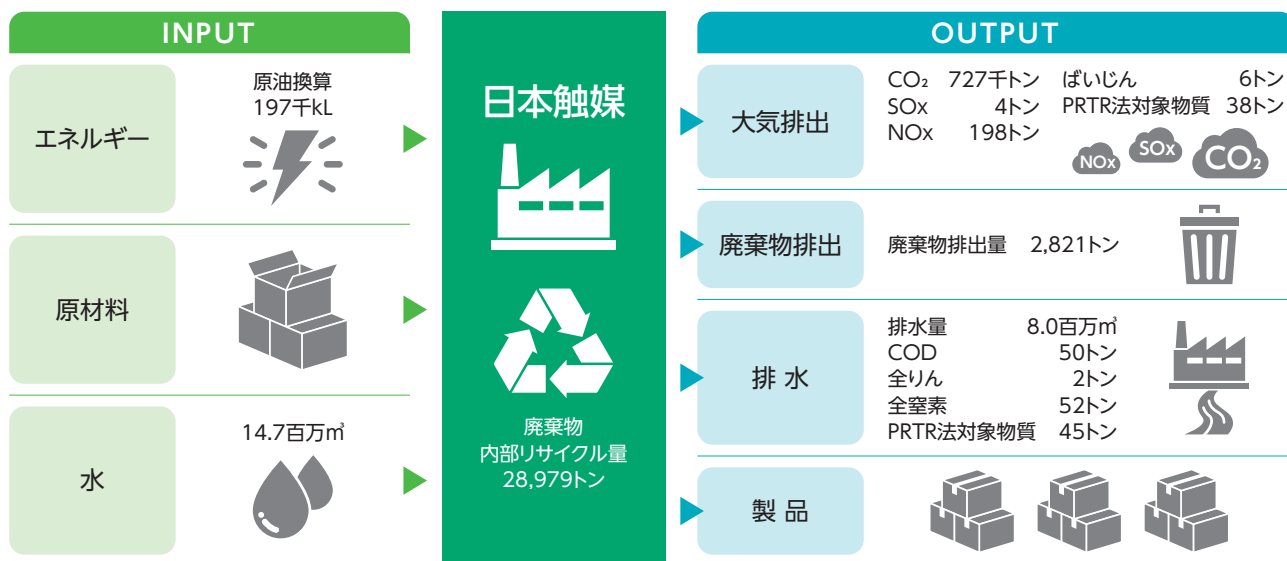 INPUT
エネルギー
原油換算
197千kL
原材料
水
14.7百万㎥
日本触媒
廃棄物
内部リサイクル量
28,979トン
OUTPUT
大気排出
CO₂ 727千トン ばいじん 6トン
SOx 4トン PRTR法対象物質 38トン
NOx 198トン
NOx SOx CO₂
廃棄物排出
廃棄物排出量 2,821トン
排 水
排水量 8.0百万㎥
COD 50トン
全りん 2トン
全窒素 52トン
PRTR法対象物質 45トン
製 品